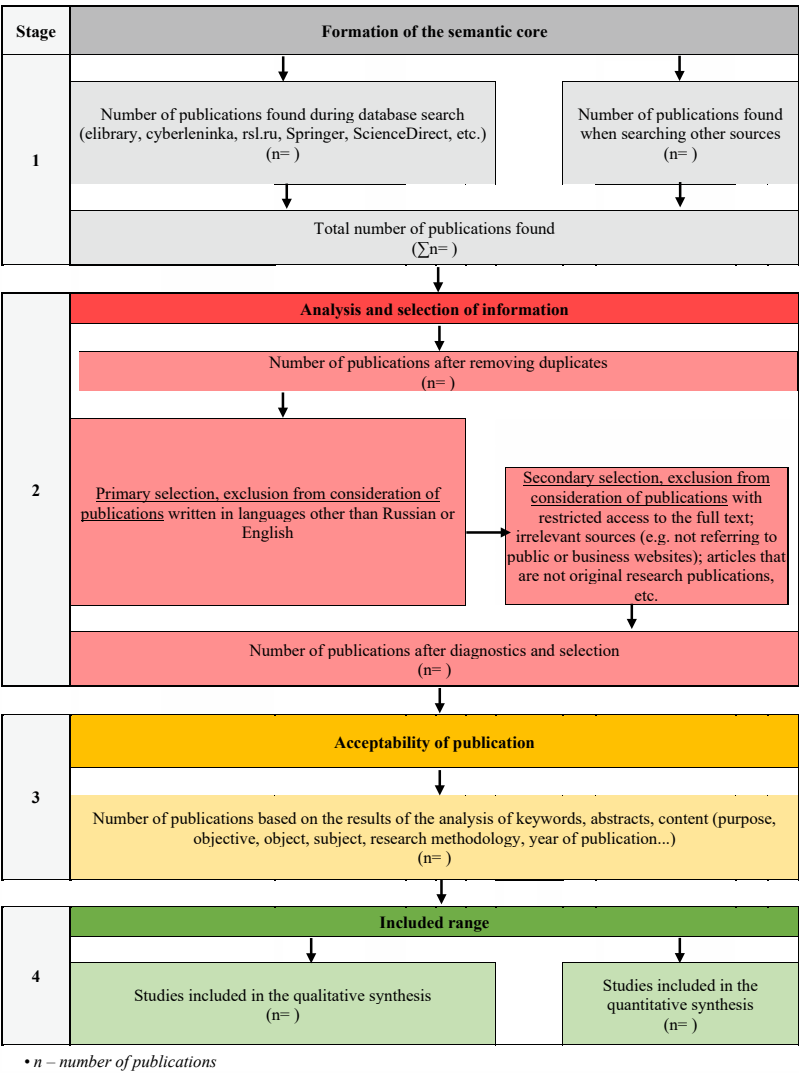 Stage
Formation of the semantic core
1
Number of publications found during database search
(elibrary, cyberleninka, rsl.ru, Springer, ScienceDirect, etc.)
(n= )
Number of publications found
when searching other sources
(n= )
Total number of publications found
(∑n= )
2
Analysis and selection of information
Number of publications after removing duplicates
(n= )
Primary selection, exclusion from consideration of
publications written in languages other than Russian or
English
Secondary selection, exclusion from
consideration of publications with
restricted access to the full text;
irrelevant sources (e.g. not referring to
public or business websites); articles that
are not original research publications,
etc.
Number of publications after diagnostics and selection
(n= )
3
Acceptability of publication
Number of publications based on the results of the analysis of keywords, abstracts, content (purpose,
objective, object, subject, research methodology, year of publication...)
(n= )
4
Included range
Studies included in the qualitative synthesis
(n= )
Studies included in the
quantitative synthesis
(n= )
• n – number of publications